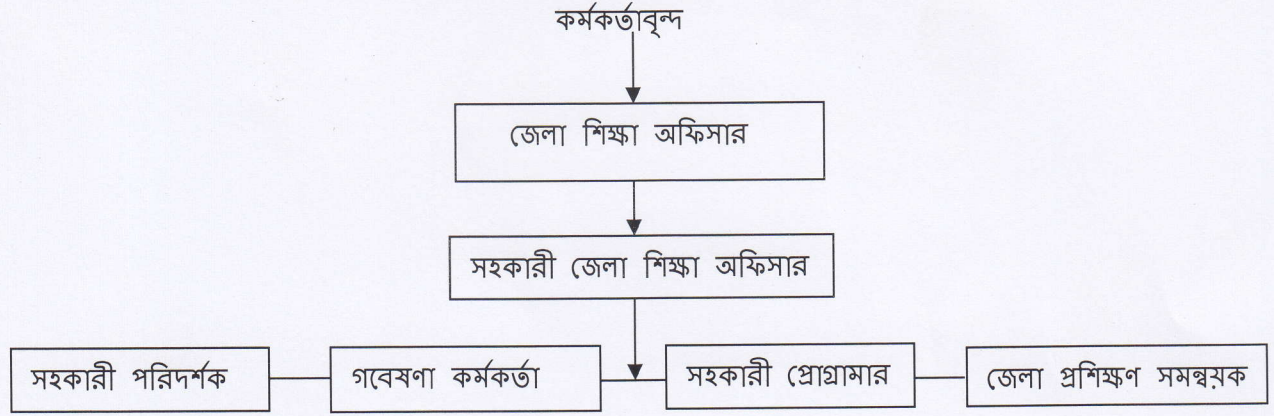 কর্মকর্তাবৃন্দ
জেলা শিক্ষা অফিসার
সহকারী জেলা শিক্ষা অফিসার
সহকারী পরিদর্শক
গবেষণা কর্মকর্তা
সহকারী প্রোগ্রামার
জেলা প্রশিক্ষণ সমন্বয়ক